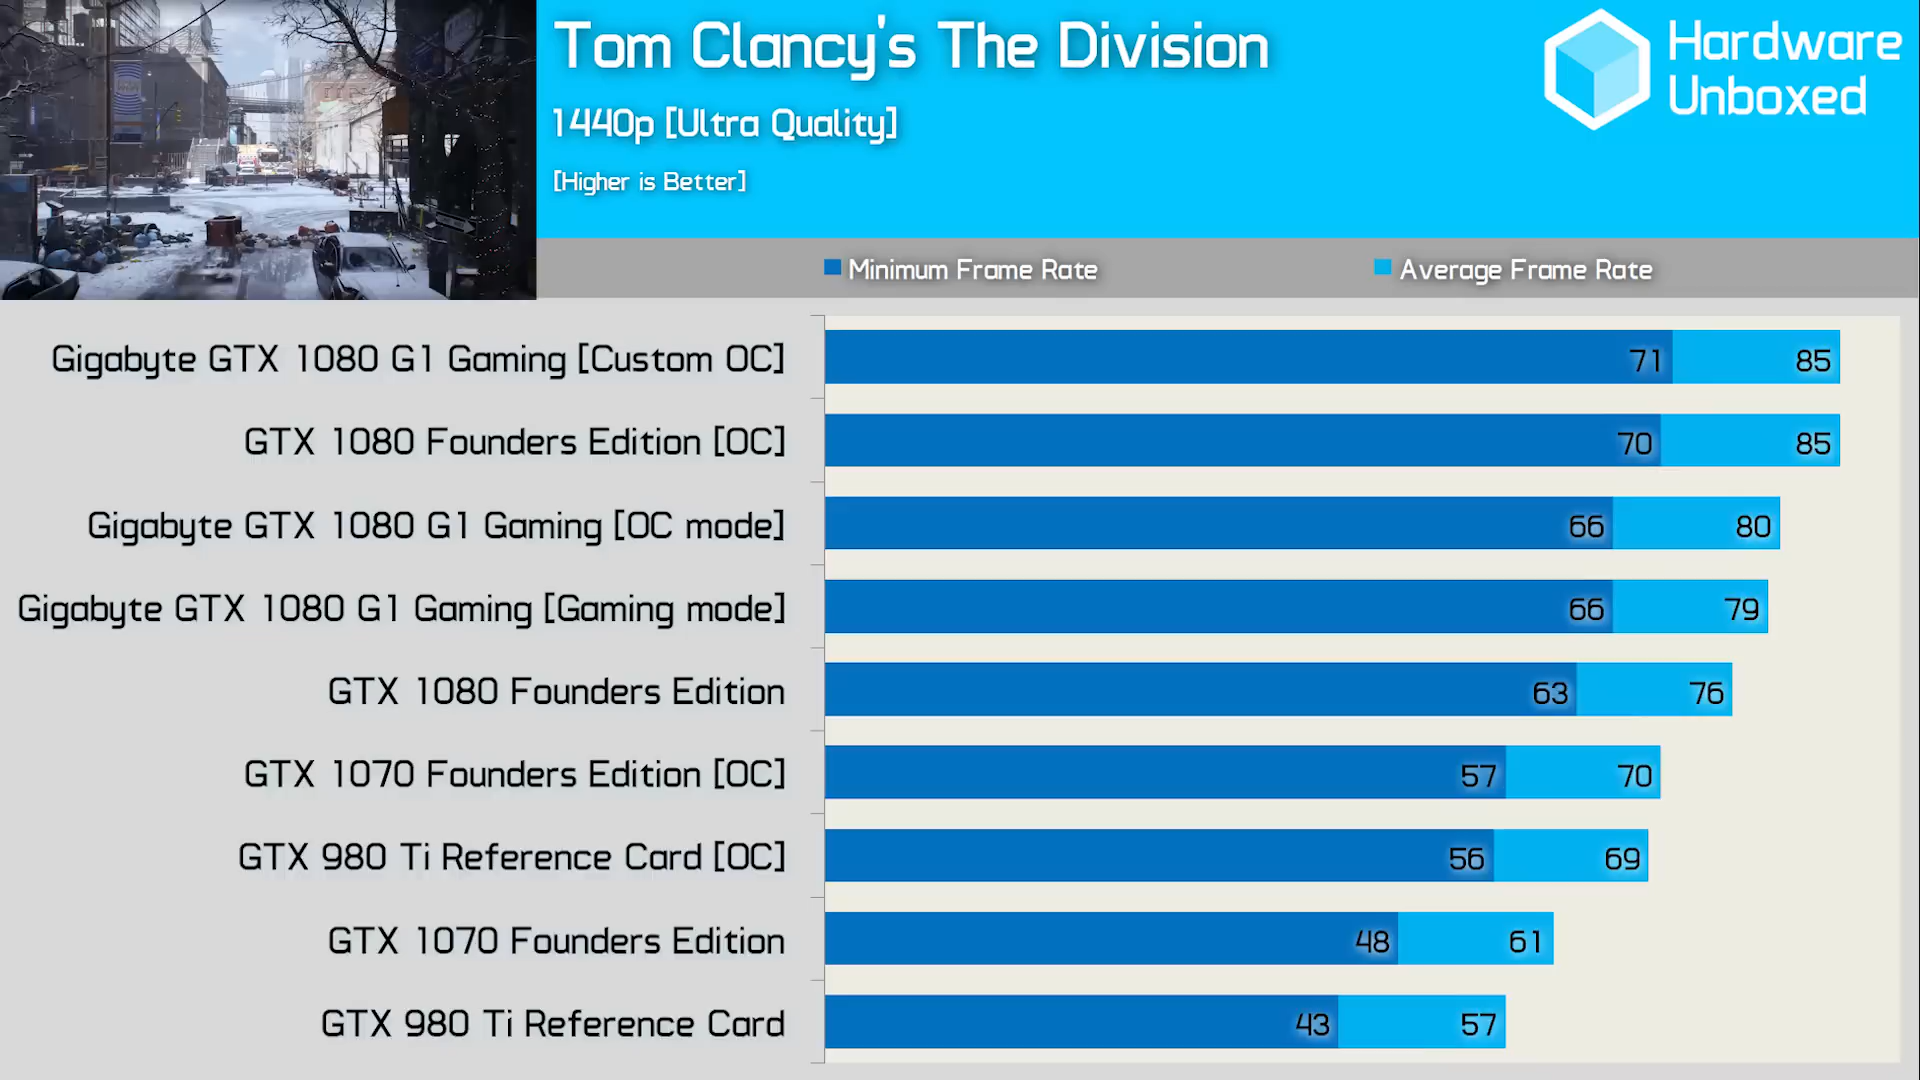 Tom Clancy's The Division
1440p [Ultra Quality]
[Higher is Better]
Hardware
Unboxed
Minimum Frame Rate
Average Frame Rate
Gigabyte GTX 1080 G1 Gaming [Custom OC]
71
85
GTX 1080 Founders Edition [OC]
70
85
Gigabyte GTX 1080 G1 Gaming [OC mode]
66
80
Gigabyte GTX 1080 G1 Gaming [Gaming mode]
66
79
GTX 1080 Founders Edition
63
76
GTX 1070 Founders Edition [OC]
57
70
GTX 980 Ti Reference Card [OC]
56
69
GTX 1070 Founders Edition
48
61
GTX 980 Ti Reference Card
43
57